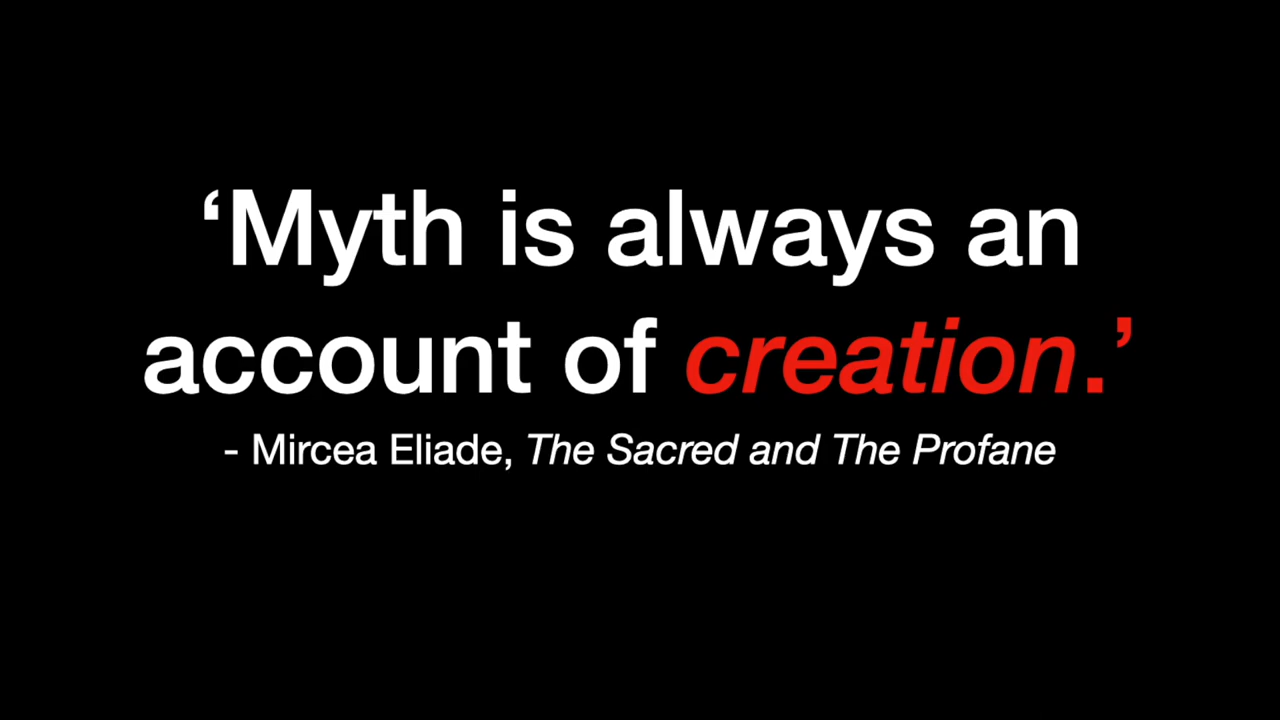 ‘Myth is always an
account of creation.’
- Mircea Eliade, The Sacred and The Profane